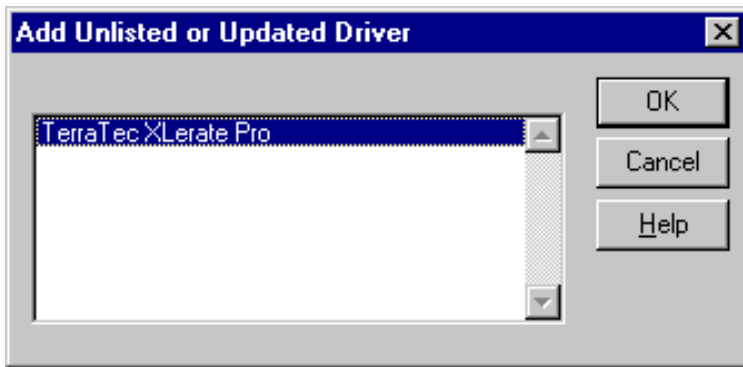 Add Unlisted or Updated Driver
TerraTec XLerate Pro
OK
Cancel
Help